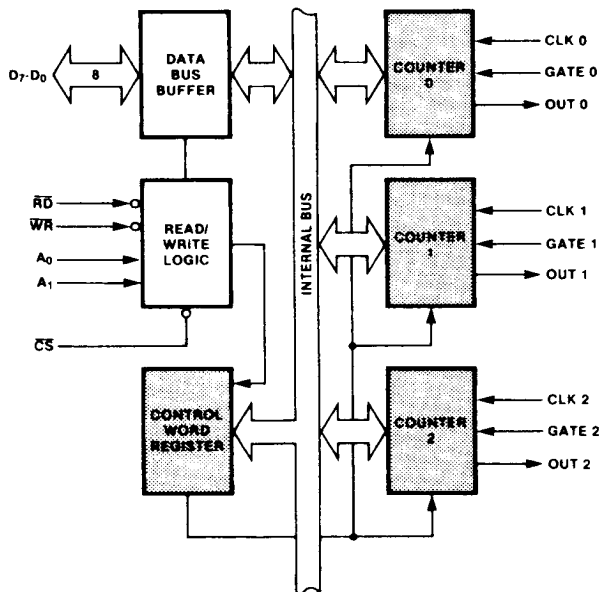 D7-D0
8
DATA
BUS
BUFFER
COUNTER
0
CLK 0
GATE 0
OUT 0
RD
WR
A0
A1
CS
READ/
WRITE
LOGIC
INTERNAL BUS
COUNTER
1
CLK 1
GATE 1
OUT 1
CONTROL
WORD
REGISTER
COUNTER
2
CLK 2
GATE 2
OUT 2